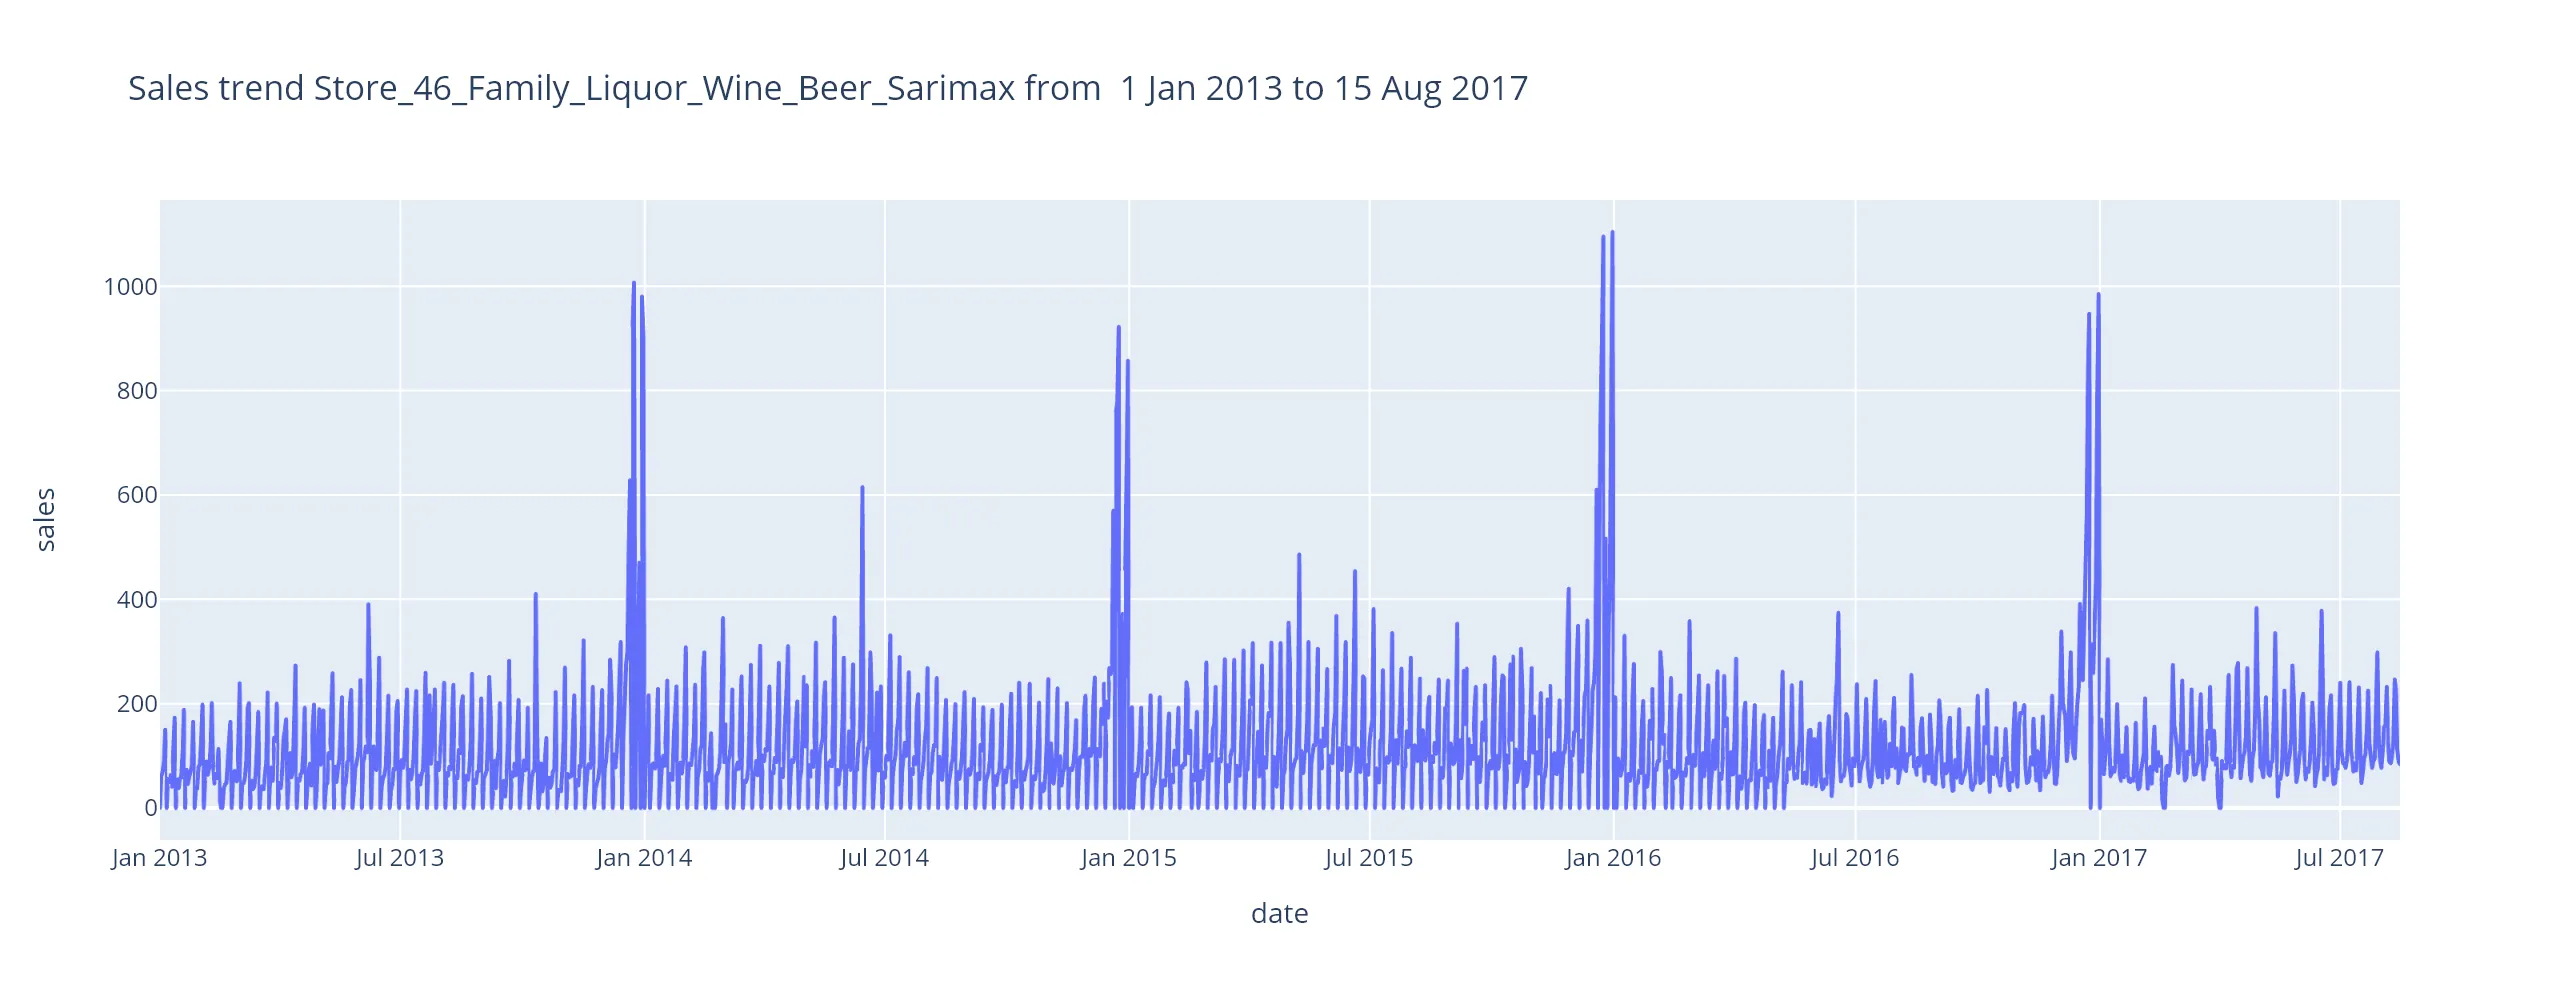 Sales trend Store_46_Family_Liquor_Wine_Beer_Sarimax from  1 Jan 2013 to 15 Aug 2017
1000
800
600
400
200
0
sales
Jan 2013 Jul 2013 Jan 2014 Jul 2014 Jan 2015 Jul 2015 Jan 2016 Jul 2016 Jan 2017 Jul 2017
date